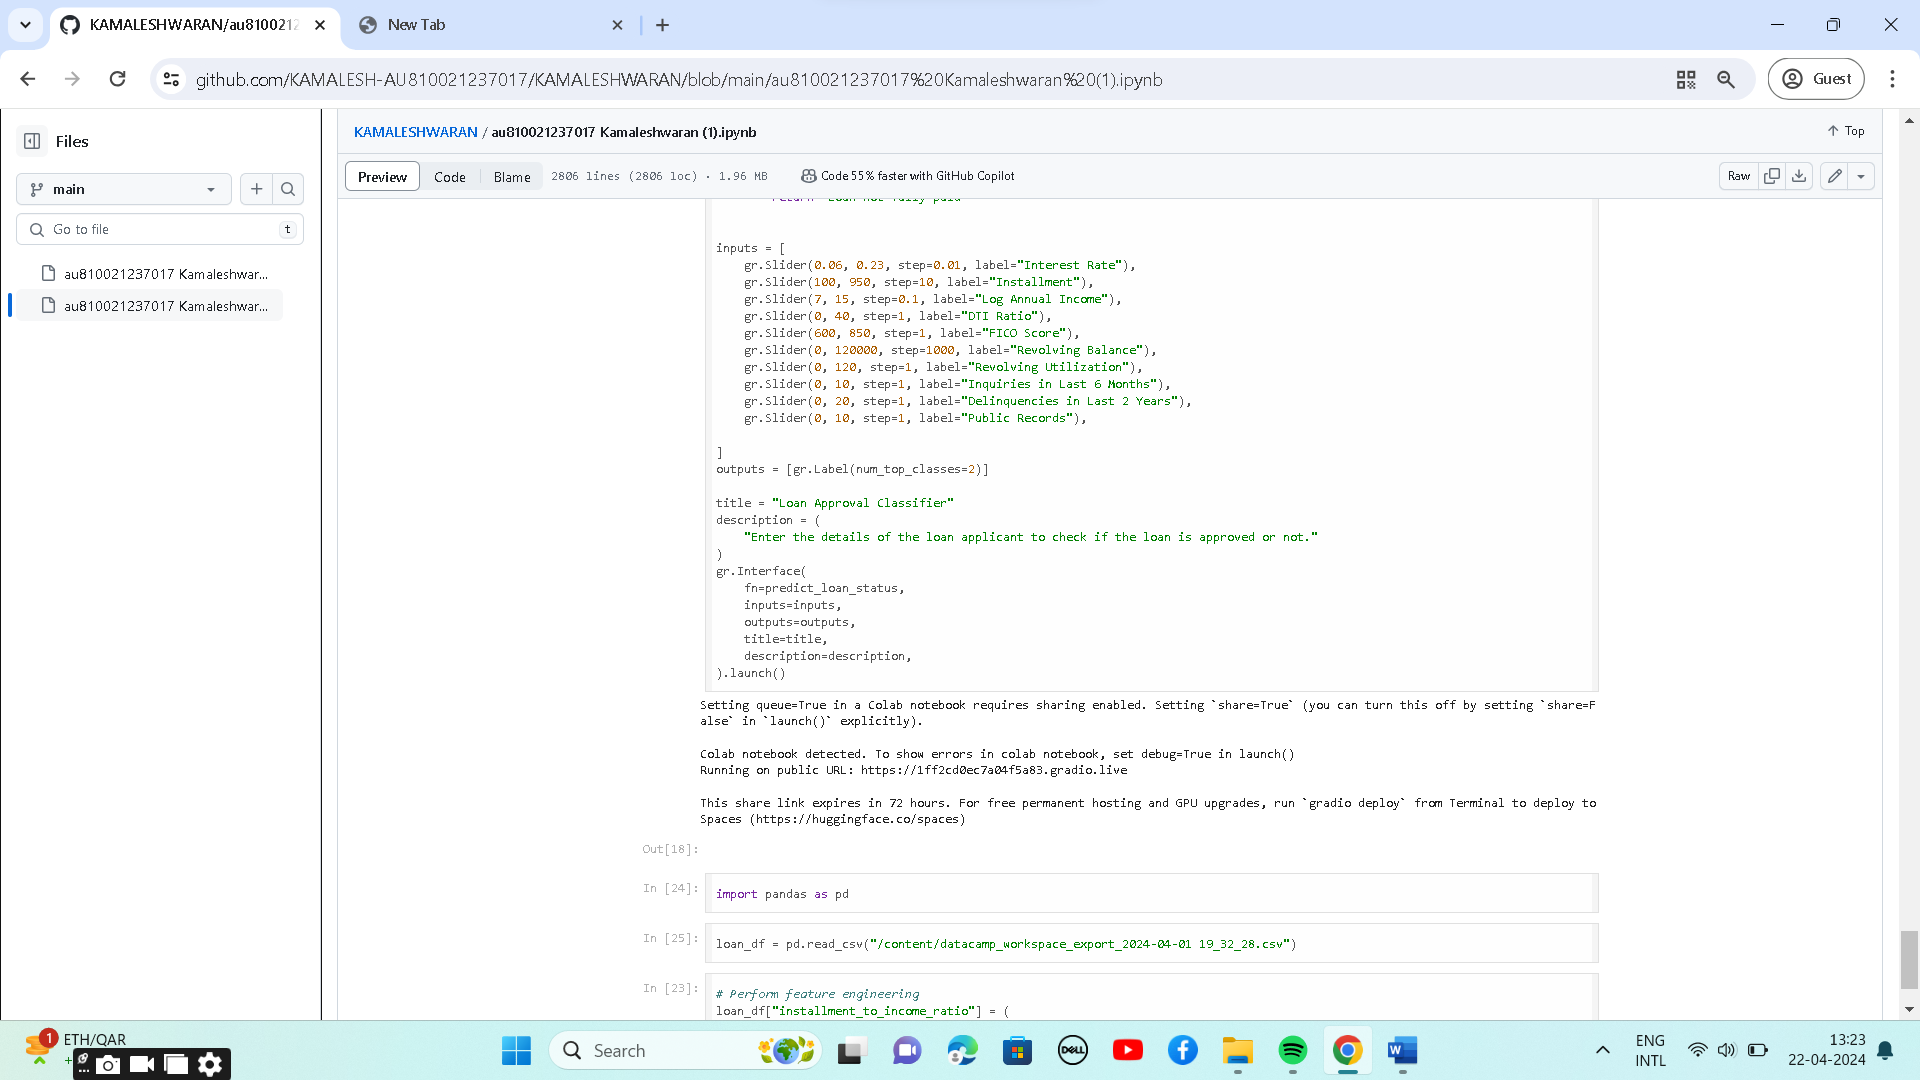 KAMALESHWARAN/au8100212
New Tab
github.com/KAMALESH-AU810021237017/KAMALESHWARAN/blob/main/au810021237017%20Kamaleshwaran%20(1).ipynb
Guest
Files
KAMALESHWARAN / au810021237017 Kamaleshwaran (1).ipynb
Top
main
Preview
Code
Blame
2806 lines (2806 loc) · 1.96 MB
Code 55% faster with GitHub Copilot
Raw
Go to file
t
au810021237017 Kamaleshwar...
au810021237017 Kamaleshwar...
inputs = [
gr.Slider(0.06, 0.23, step=0.01, label="Interest Rate"),
gr.Slider(100, 950, step=10, label="Installment"),
gr.Slider(7, 15, step=0.1, label="Log Annual Income"),
gr.Slider(0, 40, step=1, label="DTI Ratio"),
gr.Slider(600, 850, step=1, label="FICO Score"),
gr.Slider(0, 120000, step=1000, label="Revolving Balance"),
gr.Slider(0, 120, step=1, label="Revolving Utilization"),
gr.Slider(0, 10, step=1, label="Inquiries in Last 6 Months"),
gr.Slider(0, 20, step=1, label="Delinquencies in Last 2 Years"),
gr.Slider(0, 10, step=1, label="Public Records"),
]
outputs = [gr.Label(num_top_classes=2)]
title = "Loan Approval Classifier"
description = (
"Enter the details of the loan applicant to check if the loan is approved or not."
)
gr.Interface(
fn=predict_loan_status,
inputs=inputs,
outputs=outputs,
title=title,
description=description,
).launch()
Setting queue=True in a Colab notebook requires sharing enabled. Setting `share=True` (you can turn this off by setting `share=F
alse` in `launch()` explicitly).
Colab notebook detected. To show errors in colab notebook, set debug=True in launch()
Running on public URL: https://1ff2cd0ec7a04f5a83.gradio.live
This share link expires in 72 hours. For free permanent hosting and GPU upgrades, run `gradio deploy` from Terminal to deploy to
Spaces (https://huggingface.co/spaces)
Out[18]:
In [24]:
import pandas as pd
In [25]:
loan_df = pd.read_csv("/content/datacamp_workspace_export_2024-04-01 19_32_28.csv")
In [23]:
# Perform feature engineering
loan_df["installment_to_income_ratio"] = (
1
ETH/QAR
Search
DELL
ENG
INTL
13:23
22-04-2024